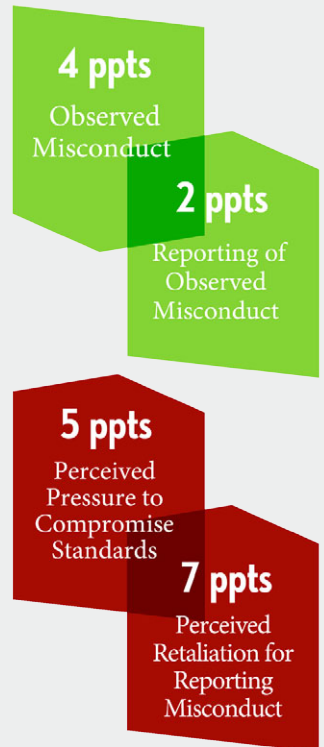 4 ppts
Observed
Misconduct
2 ppts
Reporting of
Observed
Misconduct
5 ppts
Perceived
Pressure to
Compromise
Standards
7 ppts
Perceived
Retaliation for
Reporting
Misconduct